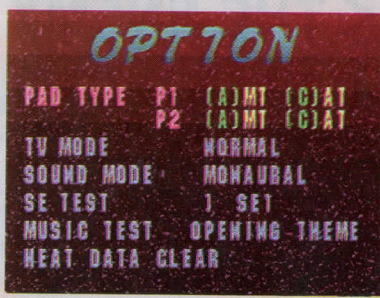 OPTION
PAD TYPE P1 (A)MT (C)AT
P2 (A)MT (C)AT
TV MODE NORMAL
SOUND MODE MONAURAL
SE TEST 1 SET
MUSIC TEST OPENING THEME
HEAT DATA CLEAR